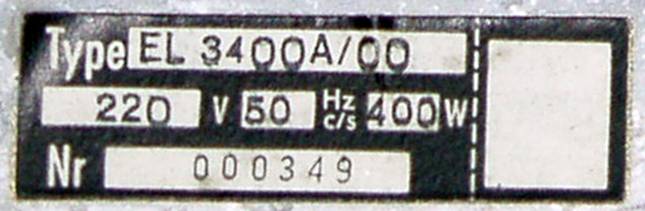 Type EL 3400A/00
220 V 50 Hz c/s 400 W
Nr 000349